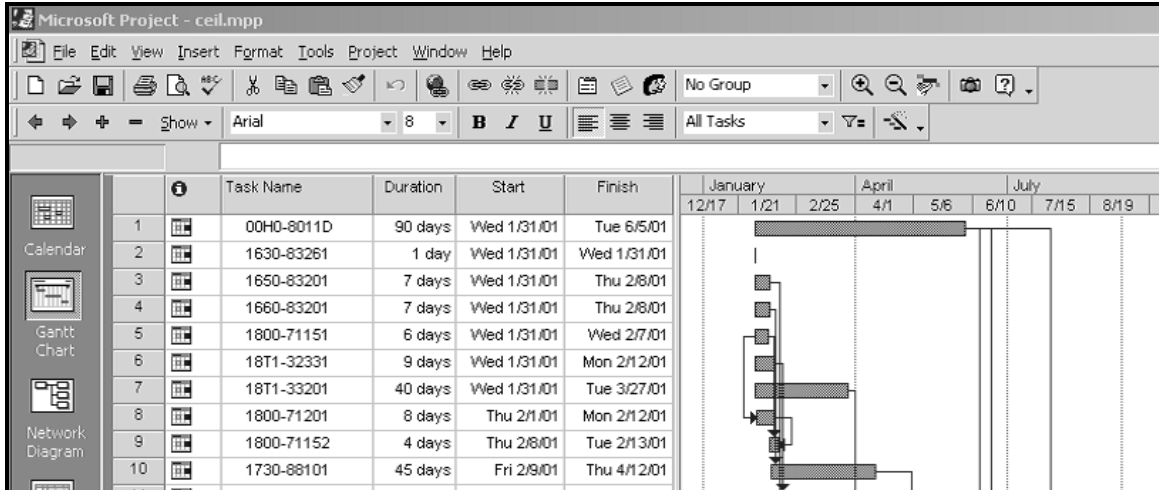 Microsoft Project - ceil.mpp
File Edit View Insert Format Tools Project Window Help
ABC No Group
Show Arial 8 B I U All Tasks
Task Name Duration Start Finish January April July
12/17 1/21 2/25 4/1 5/6 6/10 7/15 8/19
1 00H0-8011D 90 days Wed 1/31/01 Tue 6/5/01
Calendar
2 1630-83261 1 day Wed 1/31/01 Wed 1/31/01
3 1650-83201 7 days Wed 1/31/01 Thu 2/8/01
4 1660-83201 7 days Wed 1/31/01 Thu 2/8/01
Gantt Chart
5 1800-71151 6 days Wed 1/31/01 Wed 2/7/01
6 18T1-32331 9 days Wed 1/31/01 Mon 2/12/01
7 18T1-33201 40 days Wed 1/31/01 Tue 3/27/01
8 1800-71201 8 days Thu 2/1/01 Mon 2/12/01
Network Diagram
9 1800-71152 4 days Thu 2/8/01 Tue 2/13/01
10 1730-88101 45 days Fri 2/9/01 Thu 4/12/01